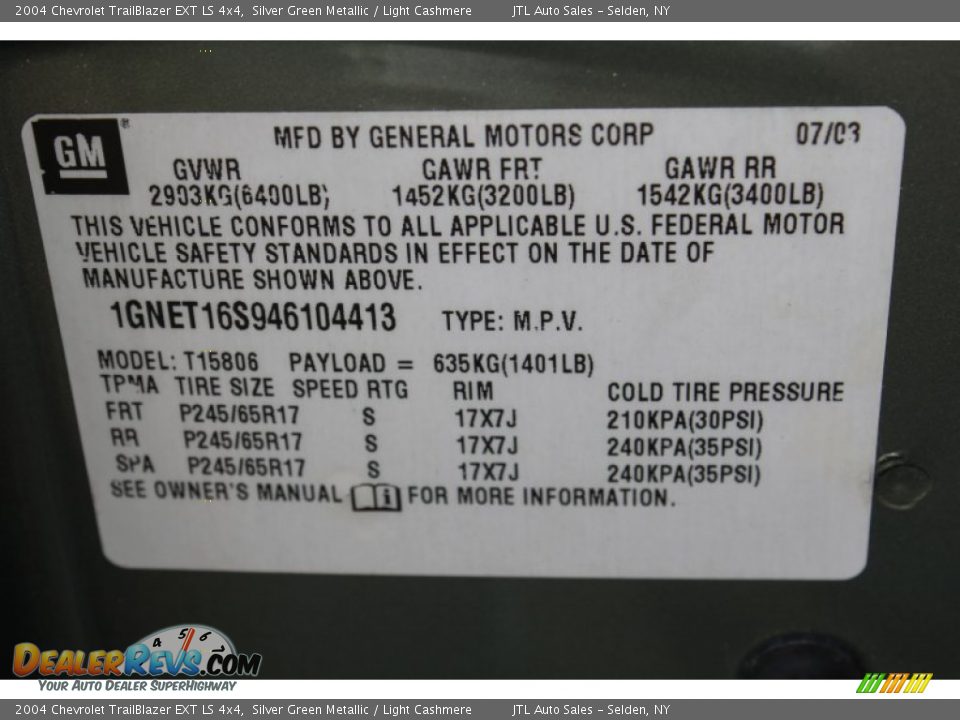 2004 Chevrolet TrailBlazer EXT LS 4x4, Silver Green Metallic / Light Cashmere JTL Auto Sales - Selden, NY
GM ® MFD BY GENERAL MOTORS CORP 07/03
GVWR GAWR FRT GAWR RR
2903KG(6400LB) 1452KG(3200LB) 1542KG(3400LB)
THIS VEHICLE CONFORMS TO ALL APPLICABLE U.S. FEDERAL MOTOR
VEHICLE SAFETY STANDARDS IN EFFECT ON THE DATE OF
MANUFACTURE SHOWN ABOVE.
1GNET16S946104413 TYPE: M.P.V.
MODEL: T15806 PAYLOAD = 635KG(1401LB)
TPMA TIRE SIZE SPEED RTG RIM COLD TIRE PRESSURE
FRT P245/65R17 S 17X7J 210KPA(30PSI)
RR P245/65R17 S 17X7J 240KPA(35PSI)
SPA P245/65R17 S 17X7J 240KPA(35PSI)
SEE OWNER'S MANUAL i FOR MORE INFORMATION.
4 5 6 7
DEALERREVS.COM
YOUR AUTO DEALER SUPERHIGHWAY
2004 Chevrolet TrailBlazer EXT LS 4x4, Silver Green Metallic / Light Cashmere JTL Auto Sales - Selden, NY